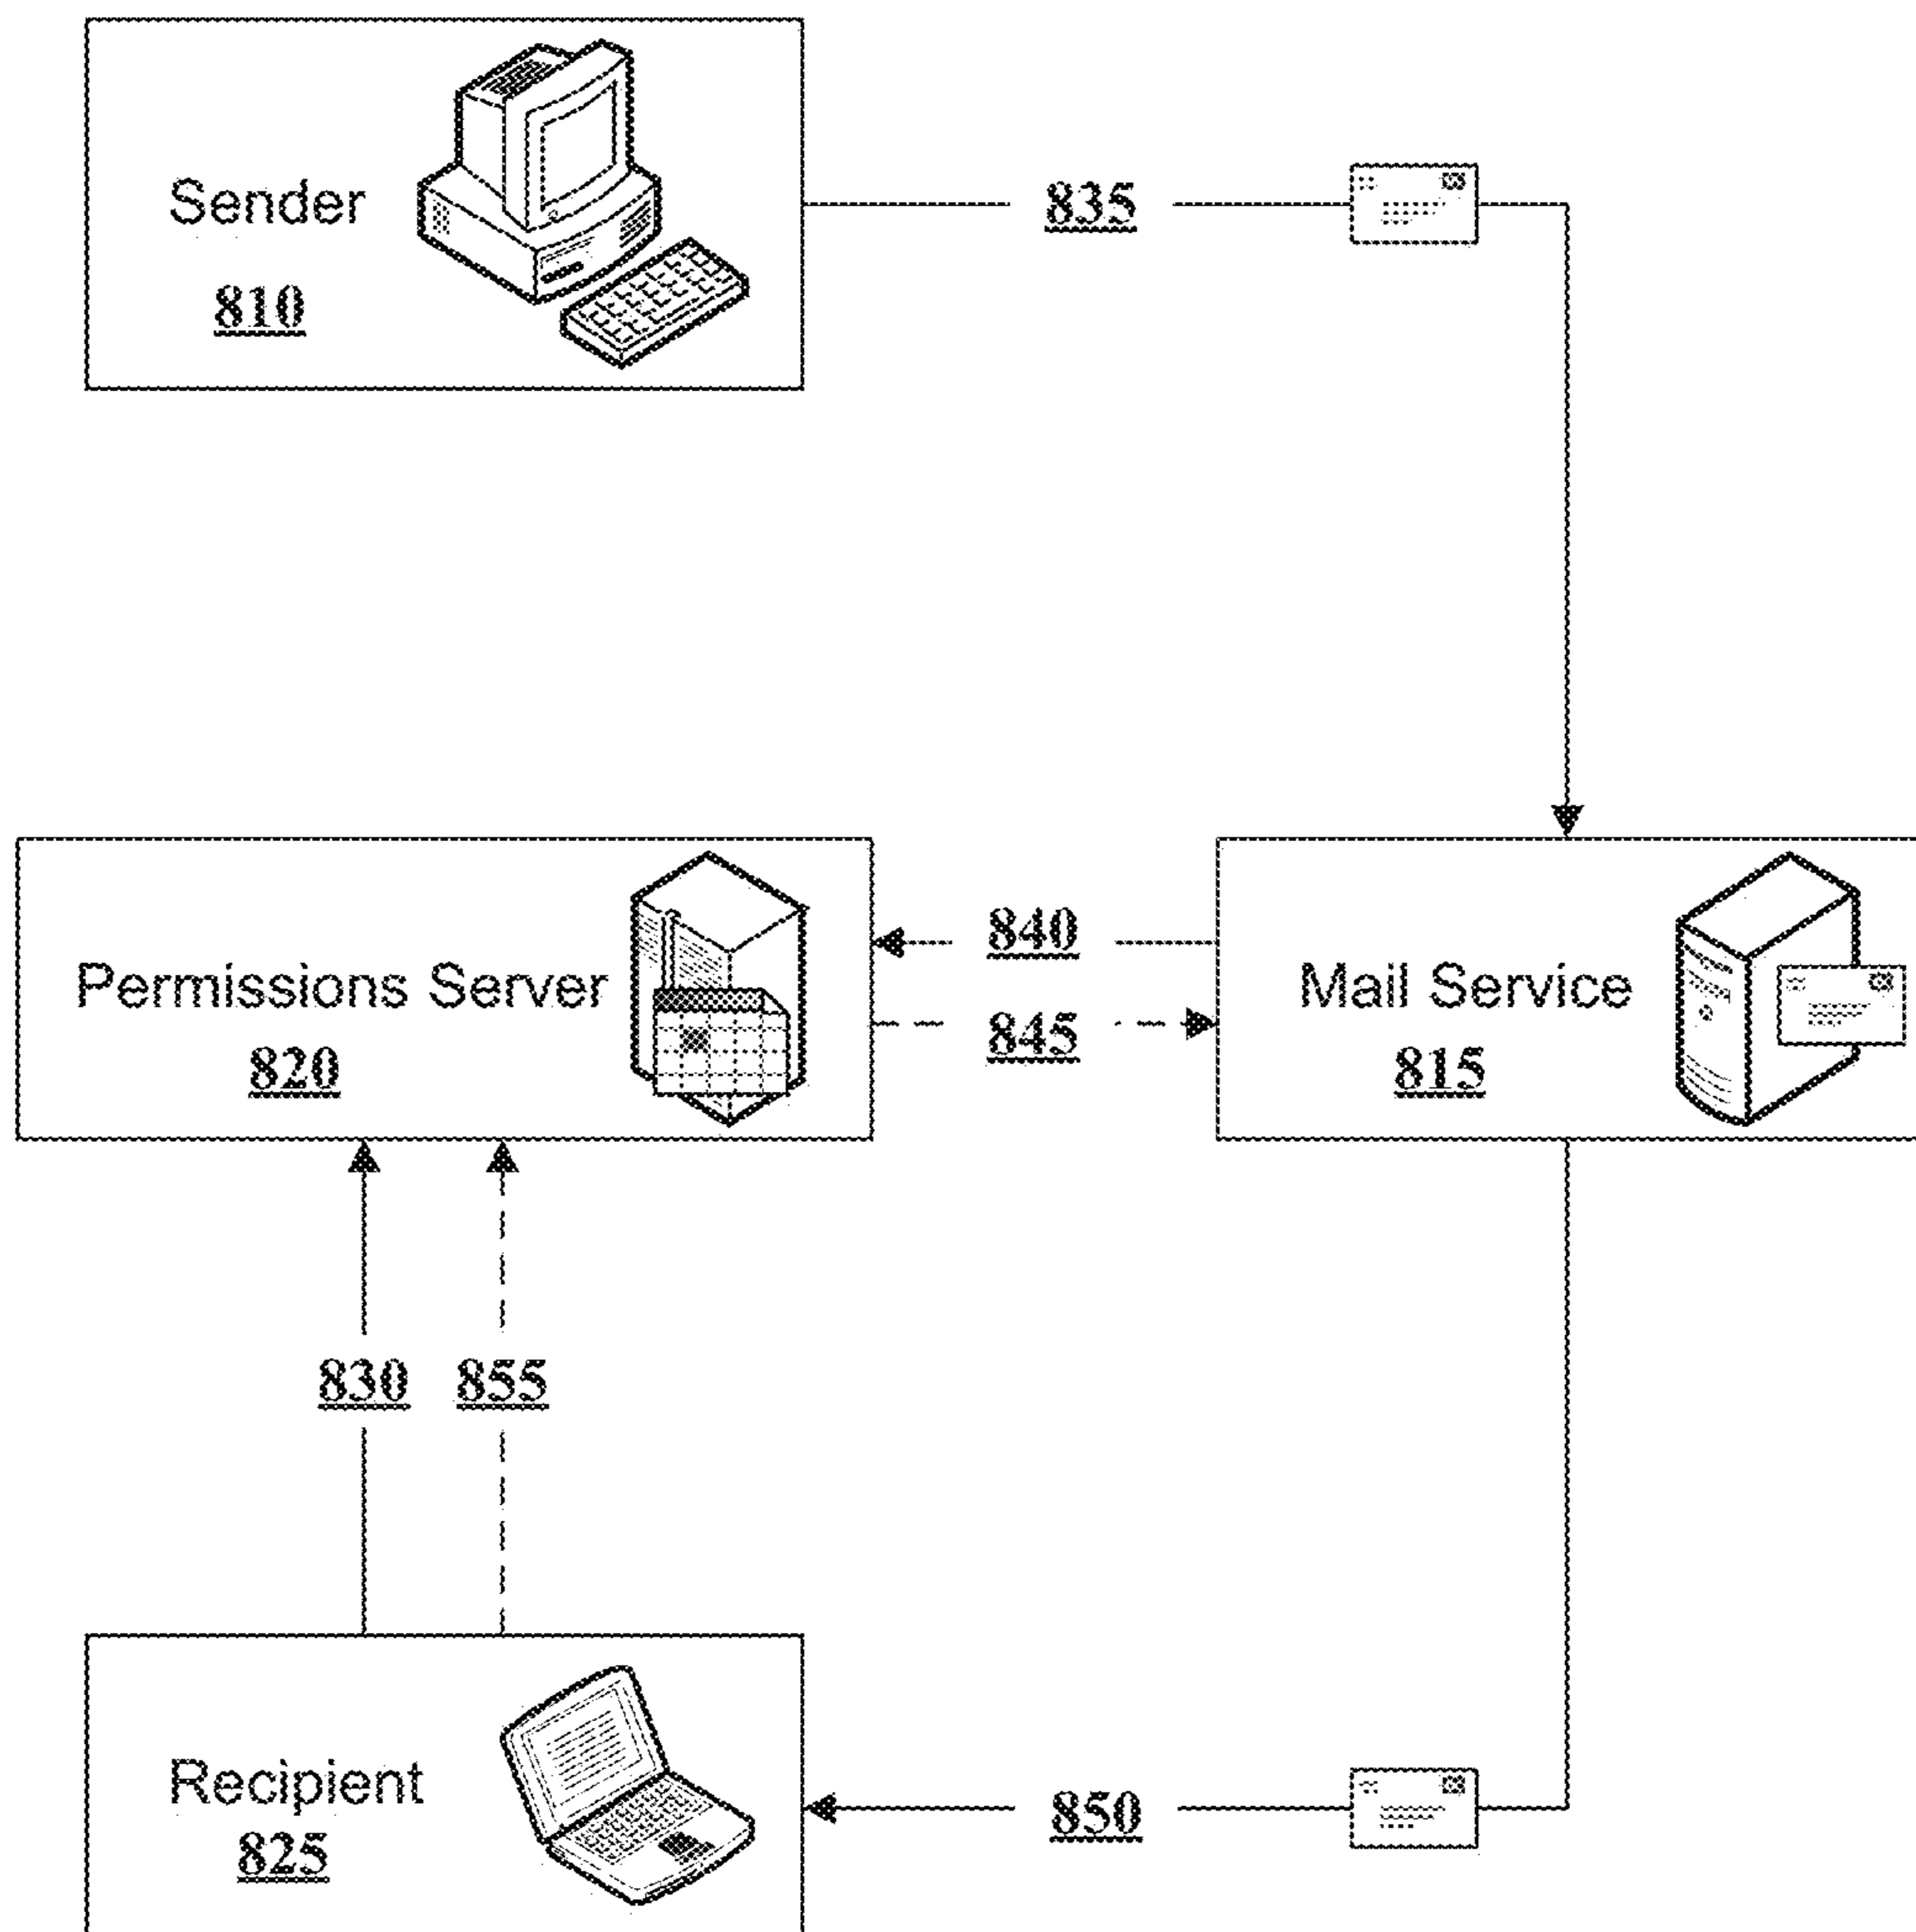 Sender
810
835
Permissions Server
820
840
845
Mail Service
815
830
855
Recipient
825
850